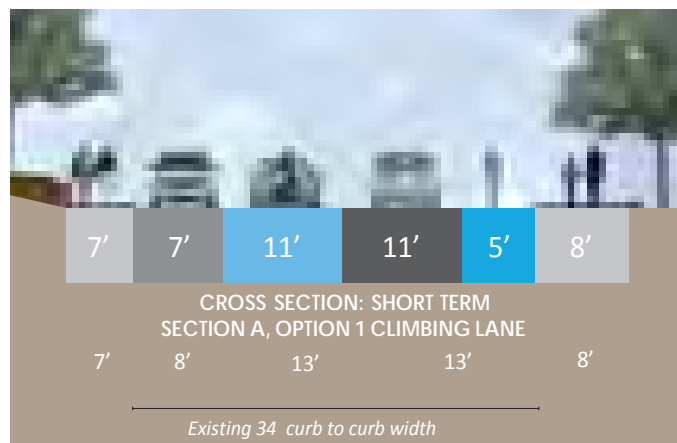 7’ 7’ 11’ 11’ 5’ 8’
CROSS SECTION: SHORT TERM
SECTION A, OPTION 1 CLIMBING LANE
7’ 8’ 13’ 13’ 8’
Existing 34 curb to curb width